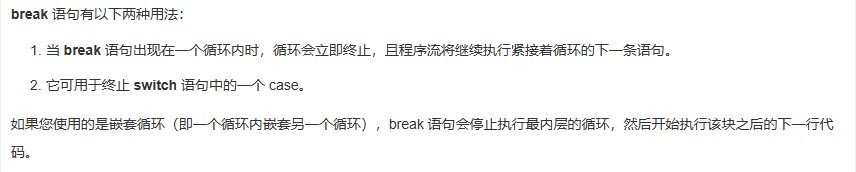 break 语句有以下两种用法：
1. 当 break 语句出现在一个循环内时，循环会立即终止，且程序流将继续执行紧接着循环的下一条语句。
2. 它可用于终止 switch 语句中的一个 case。
如果您使用的是嵌套循环（即一个循环内嵌套另一个循环），break 语句会停止执行最内层的循环，然后开始执行该块之后的下一行代
码。